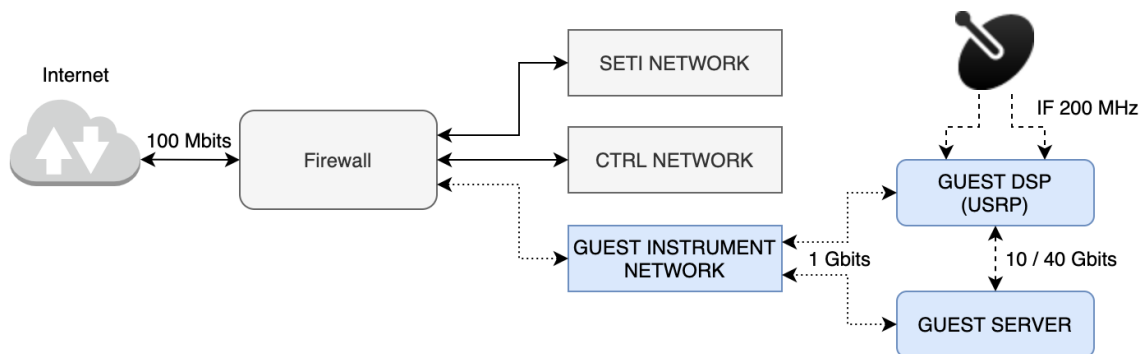 Internet
100 Mbits
Firewall
SETI NETWORK
CTRL NETWORK
GUEST INSTRUMENT
NETWORK
1 Gbits
IF 200 MHz
GUEST DSP
(USRP)
10 / 40 Gbits
GUEST SERVER